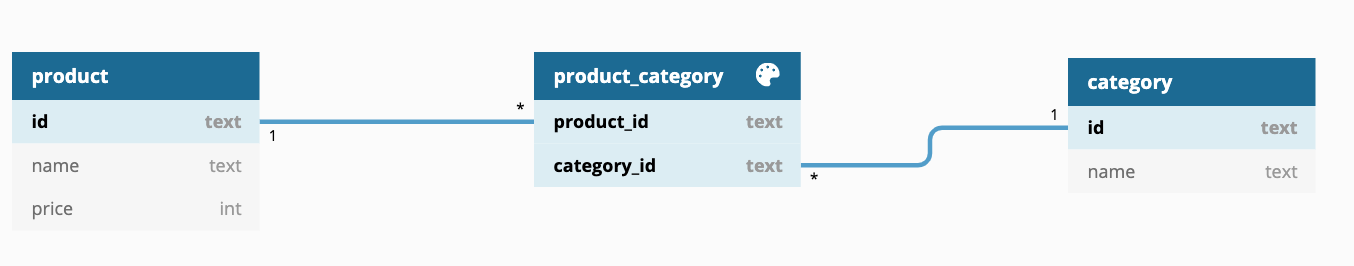 product
id text
name text
price int
1
*
product_category
product_id text
category_id text
*
1
category
id text
name text